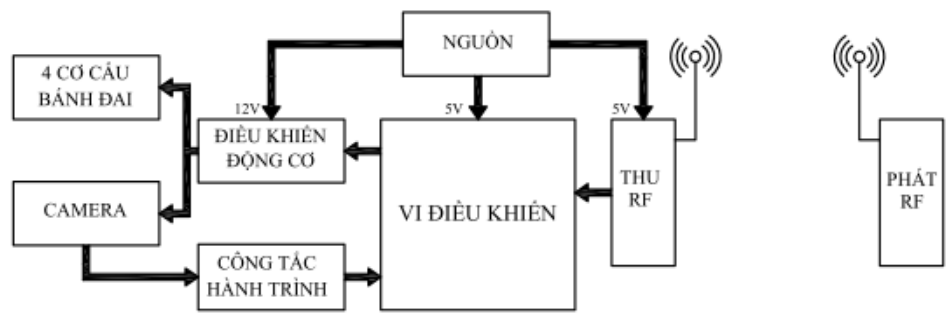 NGUỒN
4 CƠ CẤU
BÁNH ĐAI
12V
5V
5V
ĐIỀU KHIỂN
ĐỘNG CƠ
THU
RF
PHÁT
RF
CAMERA
VI ĐIỀU KHIỂN
CÔNG TẮC
HÀNH TRÌNH